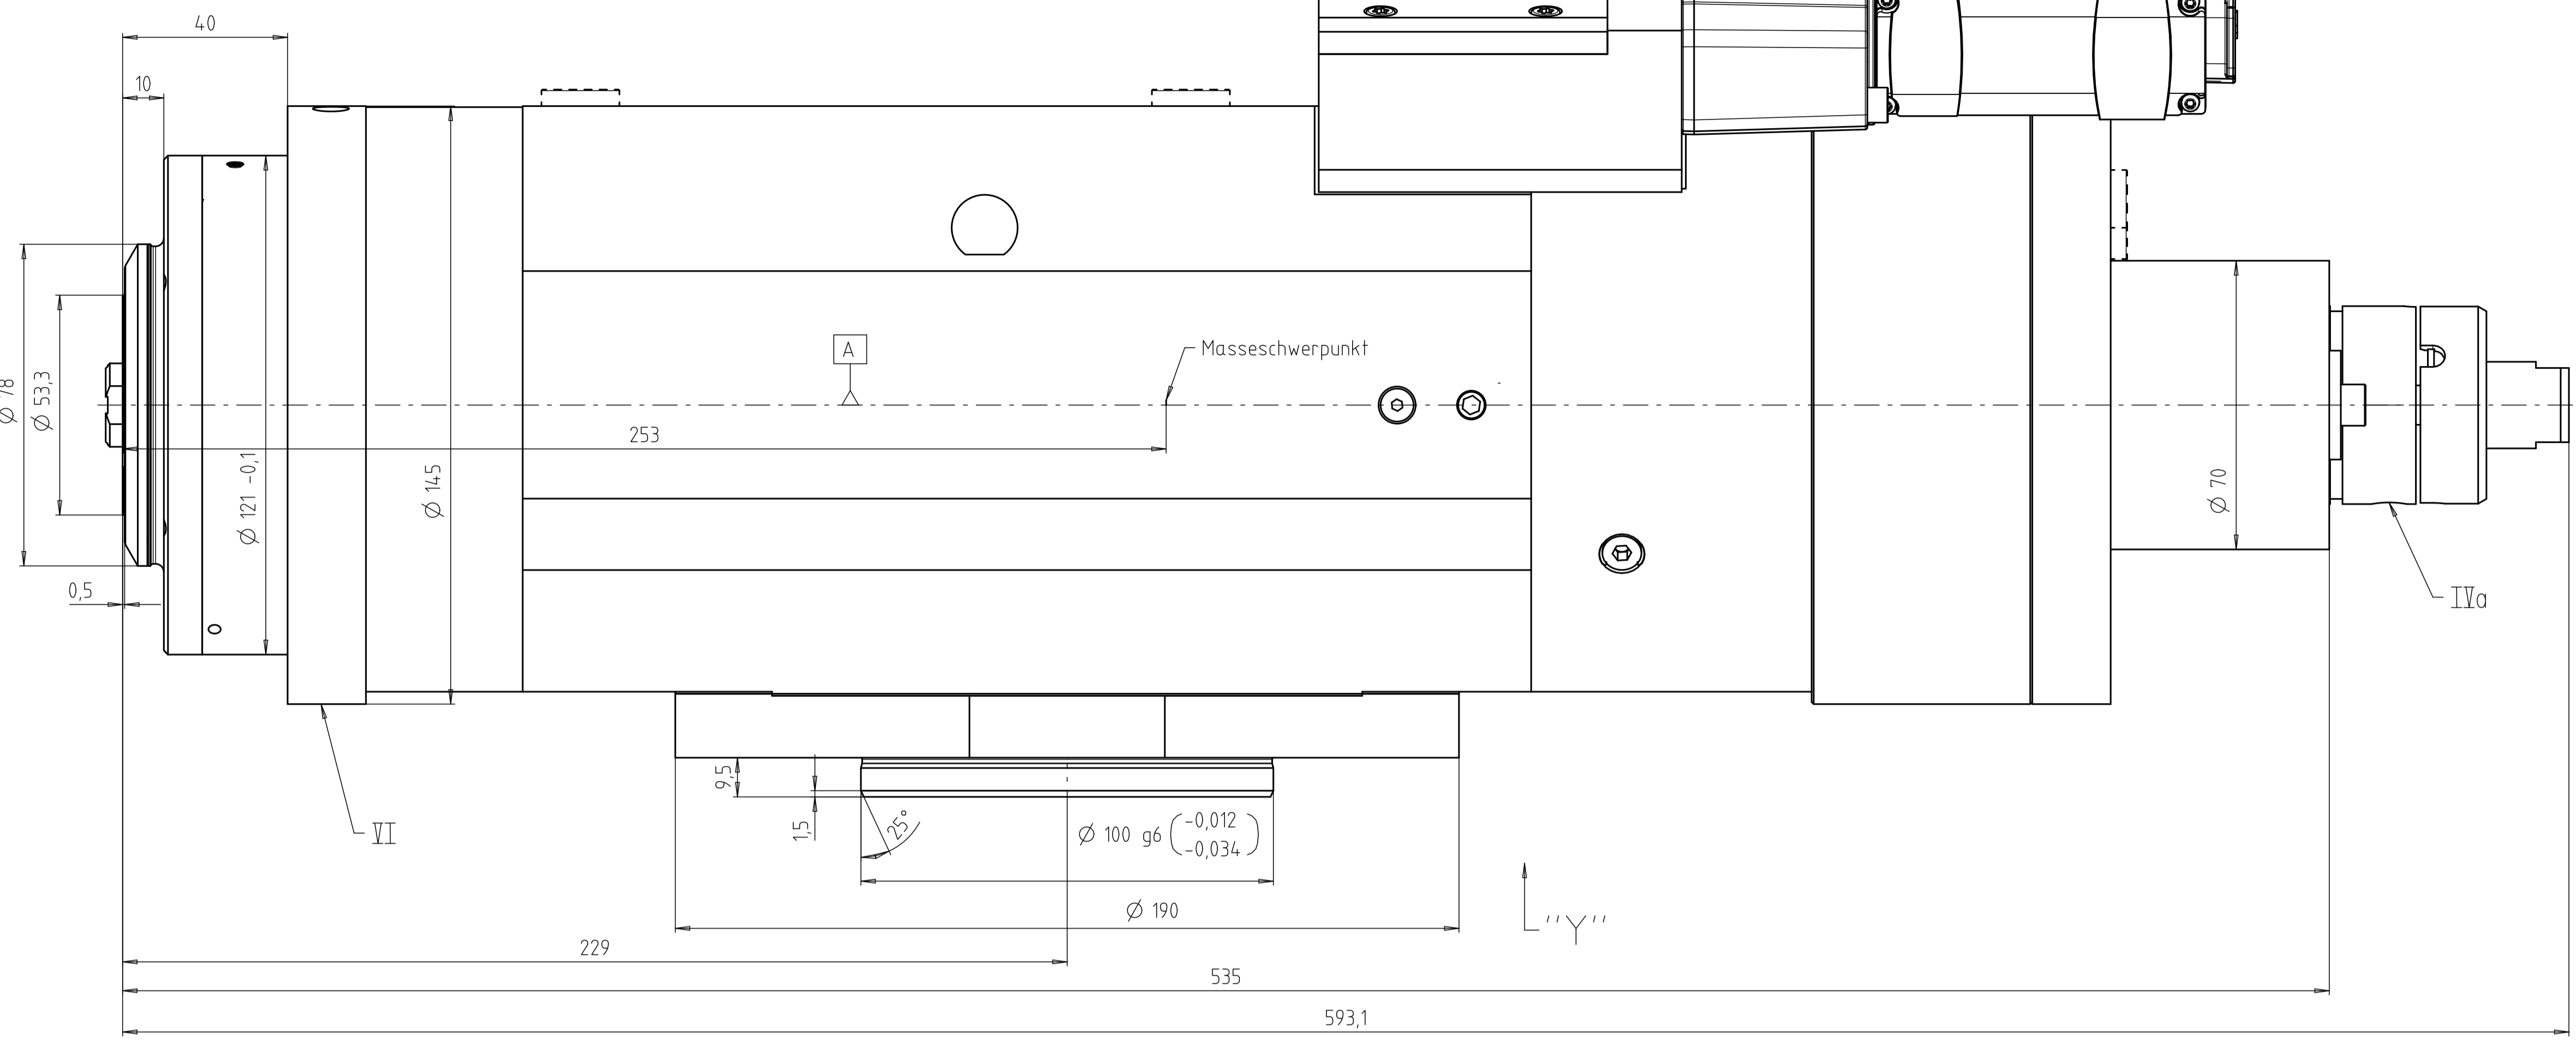 40
10
A
Masseschwerpunkt
Ø 78
Ø 53,3
253
Ø 121 -0,1
Ø 145
Ø 70
0,5
IVa
9,5
1,5
25°
Ø 100 g6 (-0,012
-0,034)
VI
Ø 190
"Y"
229
535
593,1